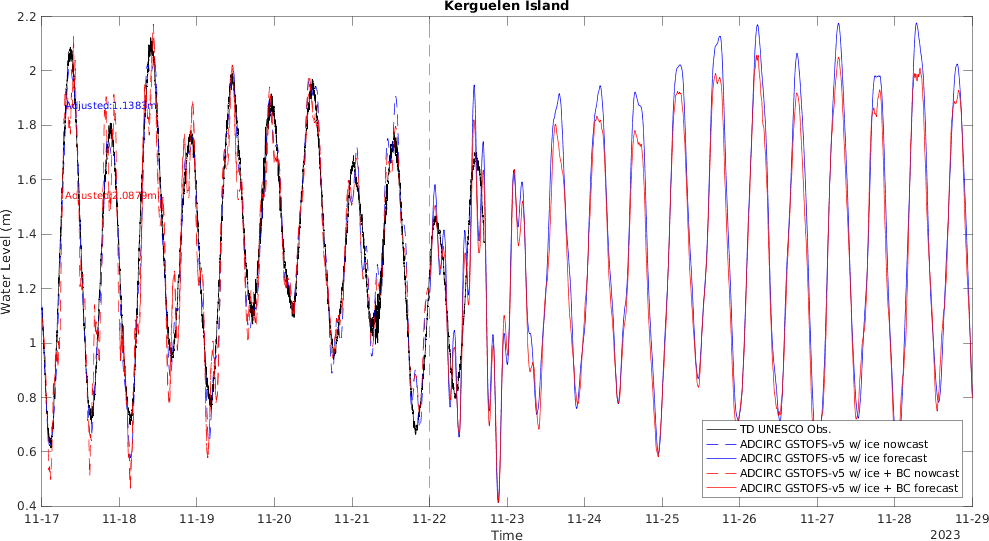 Kerguelen Island
2.2
2
1.8
1.6
1.4
1.2
1
0.8
0.6
0.4
Water Level (m)
Adjusted:1.1383m
Adjusted:2.0879m
TD UNESCO Obs.
ADCIRC GSTOFS-v5 w/ ice nowcast
ADCIRC GSTOFS-v5 w/ ice forecast
ADCIRC GSTOFS-v5 w/ ice + BC nowcast
ADCIRC GSTOFS-v5 w/ ice + BC forecast
11-17 11-18 11-19 11-20 11-21 11-22 11-23 11-24 11-25 11-26 11-27 11-28 11-29
Time
2023